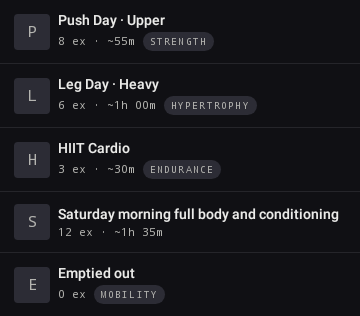 P
Push Day · Upper
8 ex · ~55m STRENGTH
L
Leg Day · Heavy
6 ex · ~1h 00m HYPERTROPHY
H
HIIT Cardio
3 ex · ~30m ENDURANCE
S
Saturday morning full body and conditioning
12 ex · ~1h 35m
E
Emptied out
0 ex MOBILITY